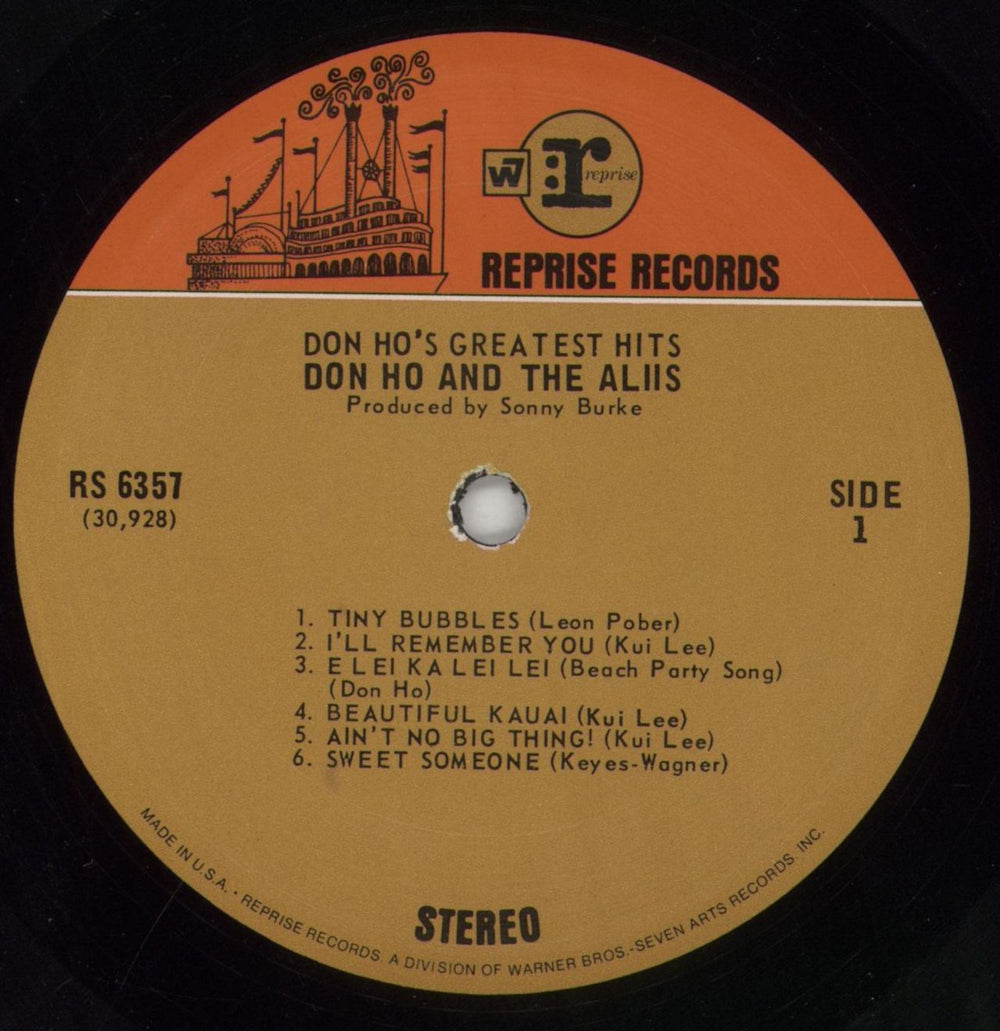 W7
r: reprise
REPRISE RECORDS
DON HO'S GREATEST HITS
DON HO AND THE ALIIS
Produced by Sonny Burke
RS 6357
(30,928)
SIDE
1
1. TINY BUBBLES (Leon Pober)
2. I'LL REMEMBER YOU (Kui Lee)
3. E LEI KA LEI LEI (Beach Party Song)
(Don Ho)
4. BEAUTIFUL KAUAI (Kui Lee)
5. AIN'T NO BIG THING! (Kui Lee)
6. SWEET SOMEONE (Keyes-Wagner)
STEREO
MADE IN U.S.A. • REPRISE RECORDS. A DIVISION OF WARNER BROS.-SEVEN ARTS RECORDS. INC.